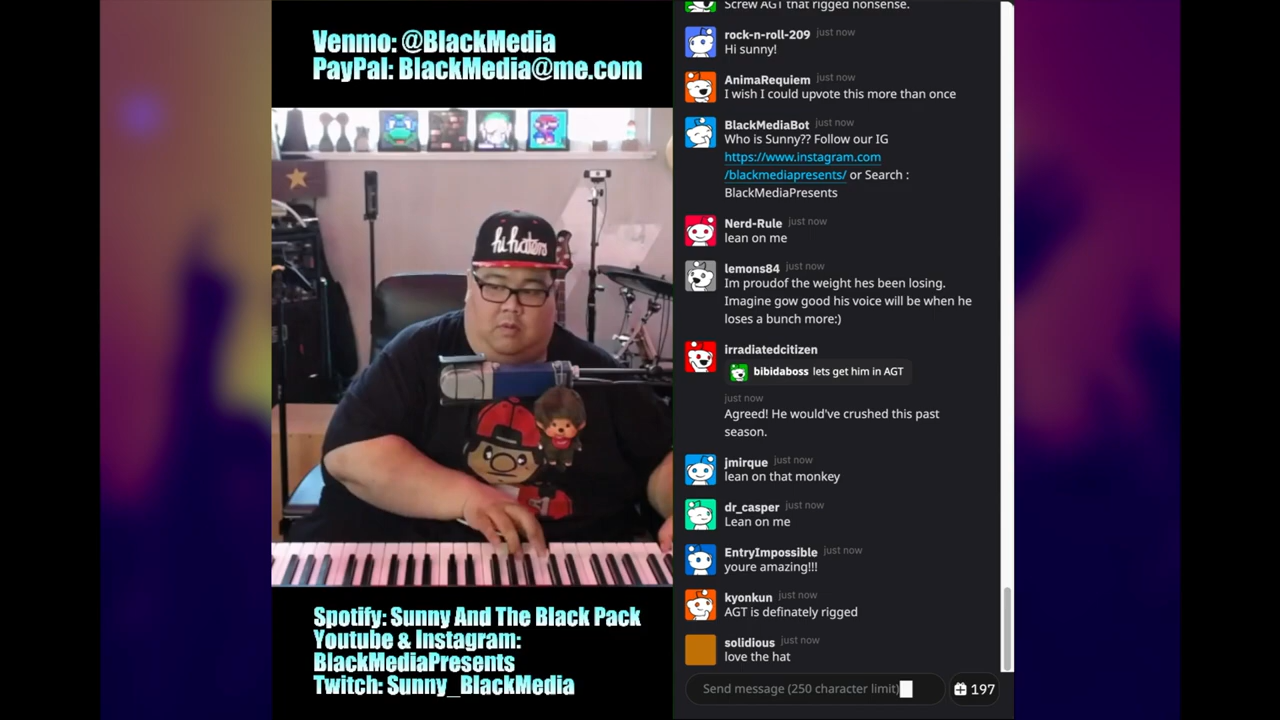 Venmo: @BlackMedia
PayPal: BlackMedia@me.com
hi haters
Spotify: Sunny And The Black Pack
Youtube & Instagram:
BlackMediaPresents
Twitch: Sunny_BlackMedia
Screw AGT that rigged nonsense.
rock-n-roll-209 just now
Hi sunny!
AnimaRequiem just now
I wish I could upvote this more than once
BlackMediaBot just now
Who is Sunny?? Follow our IG
https://www.instagram.com
/blackmediapresents/ or Search :
BlackMediaPresents
Nerd-Rule just now
lean on me
lemons84 just now
Im proudof the weight hes been losing.
Imagine gow good his voice will be when he
loses a bunch more:)
irradiatedcitizen
bibidaboss lets get him in AGT
just now
Agreed! He would've crushed this past
season.
jmirque just now
lean on that monkey
dr_casper just now
Lean on me
EntryImpossible just now
youre amazing!!!
kyonkun just now
AGT is definately rigged
solidious just now
love the hat
Send message (250 character limit)
197